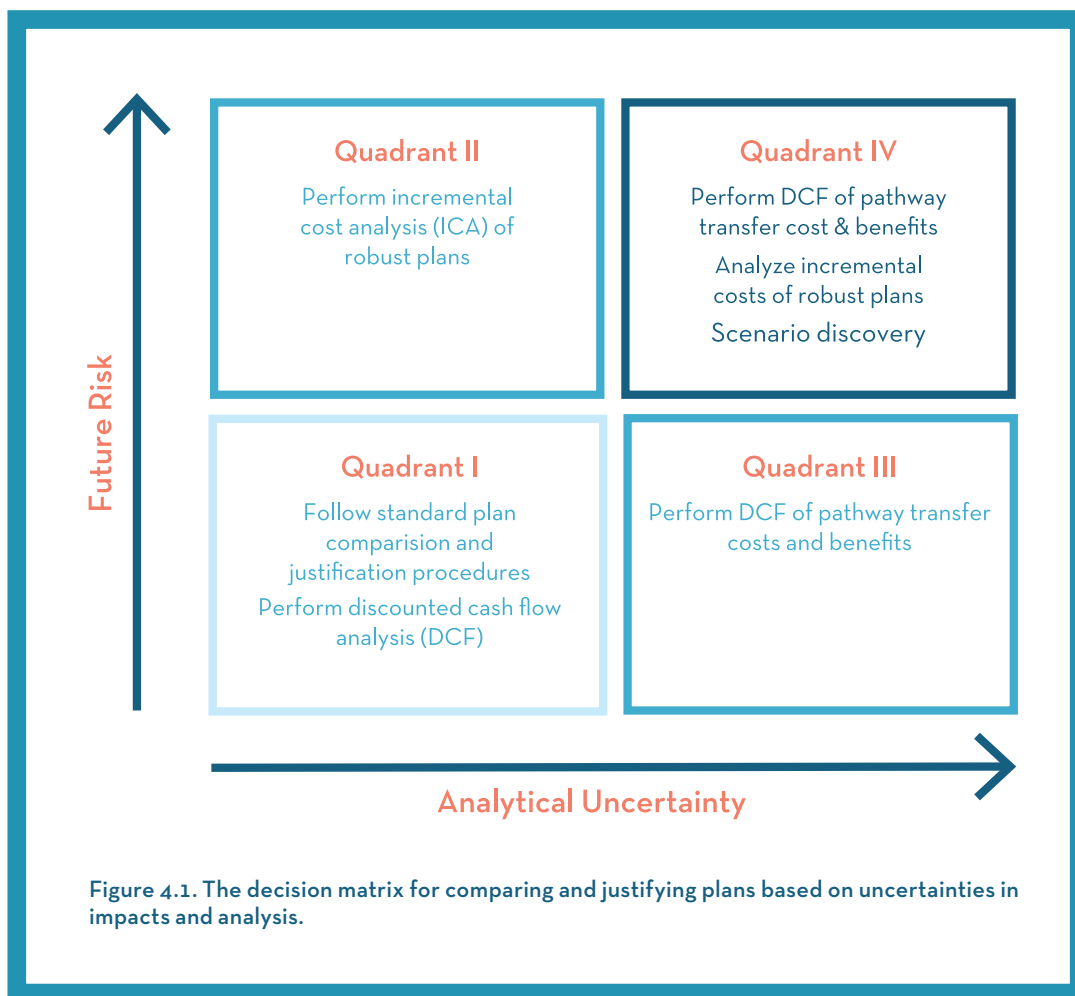 Future Risk
Quadrant II
Perform incremental
cost analysis (ICA) of
robust plans
Quadrant IV
Perform DCF of pathway
transfer cost & benefits
Analyze incremental
costs of robust plans
Scenario discovery
Quadrant I
Follow standard plan
comparision and
justification procedures
Perform discounted cash flow
analysis (DCF)
Quadrant III
Perform DCF of pathway transfer
costs and benefits
Analytical Uncertainty
Figure 4.1. The decision matrix for comparing and justifying plans based on uncertainties in
impacts and analysis.